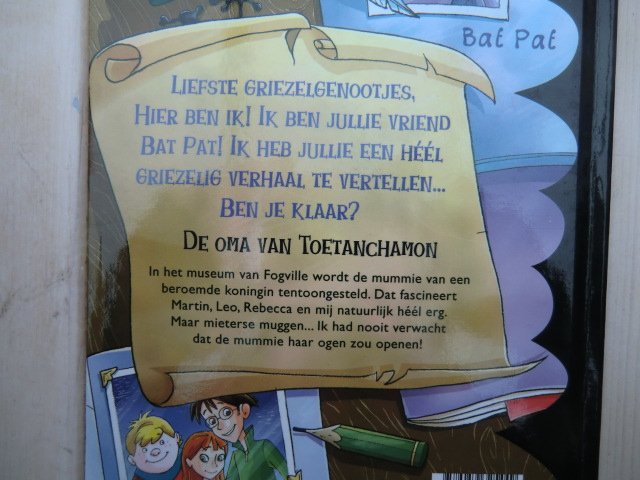 Bat Pat
LIEFSTE GRIEZELGENOOTJES,
HIER BEN IK! IK BEN JULLIE VRIEND
BAT PAT! IK HEB JULLIE EEN HÉÉL
GRIEZELIG VERHAAL TE VERTELLEN...
BEN JE KLAAR?
DE OMA VAN TOETANCHAMON
In het museum van Fogville wordt de mummie van een
beroemde koningin tentoongesteld. Dat fascineert
Martin, Leo, Rebecca en mij natuurlijk héél erg.
Maar mieterse muggen... Ik had nooit verwacht
dat de mummie haar ogen zou openen!